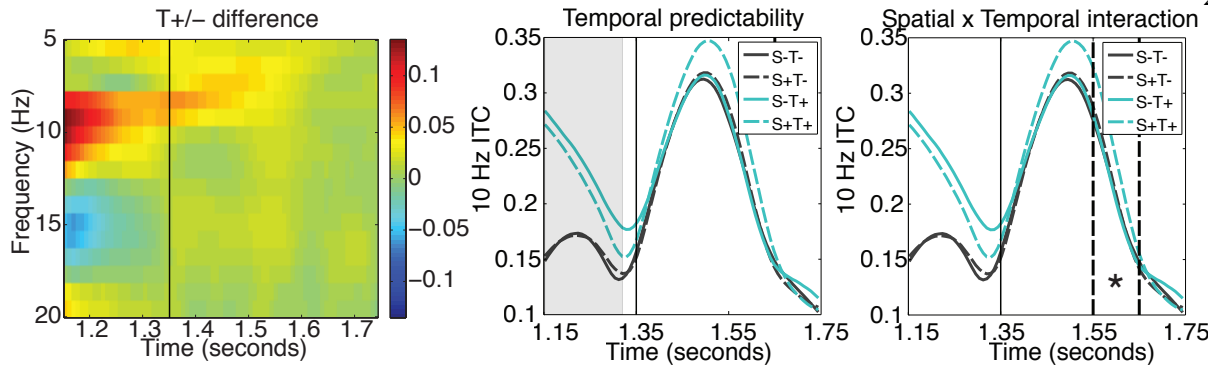 T+/− difference
Frequency (Hz)
5
10
15
20
1.2 1.3 1.4 1.5 1.6 1.7
Time (seconds)
0.1
0.05
0
−0.05
−0.1
Temporal predictability
10 Hz ITC
0.35
0.3
0.25
0.2
0.15
0.1
1.15 1.35 1.55 1.75
Time (seconds)
S-T-
S+T-
S-T+
S+T+
Spatial x Temporal interaction
10 Hz ITC
0.35
0.3
0.25
0.2
0.15
0.1
1.15 1.35 1.55 1.75
Time (seconds)
S-T-
S+T-
S-T+
S+T+
*